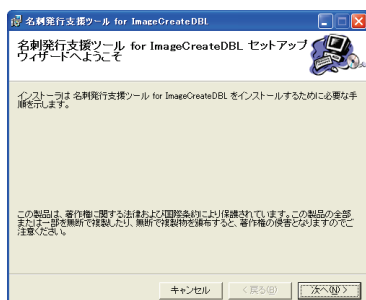 名刺発行支援ツール for ImageCreateDBL
名刺発行支援ツール for ImageCreateDBL セットアップ
ウィザードへようこそ
インストーラは 名刺発行支援ツール for ImageCreateDBL をインストールするために必要な手
順を示します。
この製品は、著作権に関する法律および国際条約により保護されています。この製品の全部
または一部を無断で複製したり、無断で複製物を頒布すると、著作権の侵害となりますのでご
注意ください。
キャンセル
< 戻る(B)
次へ(N) >